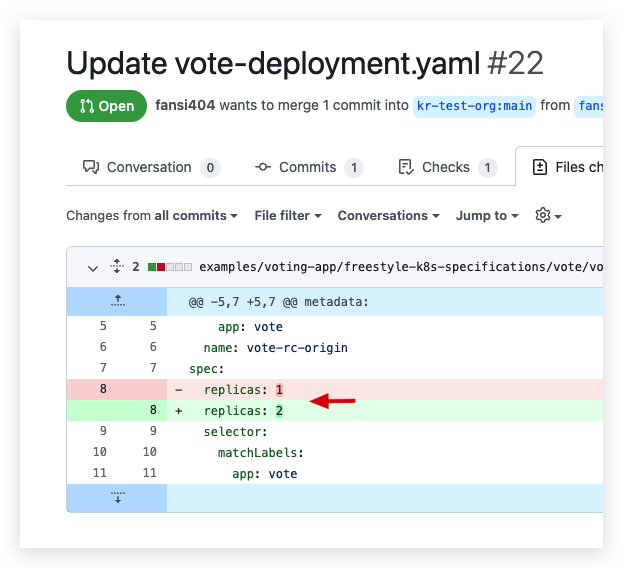 Update vote-deployment.yaml #22
Open fansi404 wants to merge 1 commit into kr-test-org:main from fans
Conversation 0 Commits 1 Checks 1 Files ch
Changes from all commits File filter Conversations Jump to
2 examples/voting-app/freestyle-k8s-specifications/vote/vo
@@ -5,7 +5,7 @@ metadata:
5 5 app: vote
6 6 name: vote-rc-origin
7 7 spec:
8 - replicas: 1
8 + replicas: 2
9 9 selector:
10 10 matchLabels:
11 11 app: vote